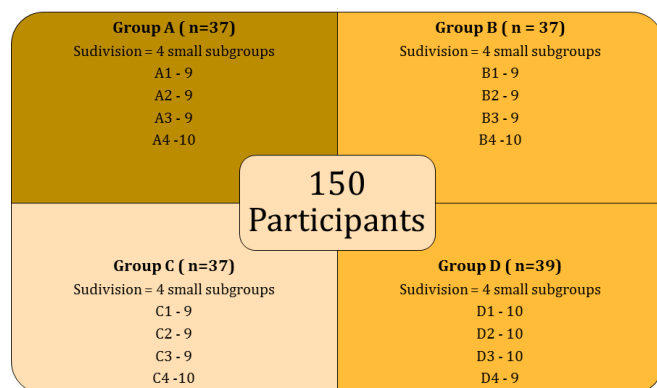 Group A ( n=37)
Sudivision = 4 small subgroups
A1 - 9
A2 - 9
A3 - 9
A4 -10
Group B ( n = 37)
Sudivision = 4 small subgroups
B1 - 9
B2 - 9
B3 - 9
B4 -10
150
Participants
Group C ( n=37)
Sudivision = 4 small subgroups
C1 - 9
C2 - 9
C3 - 9
C4 -10
Group D ( n=39)
Sudivision = 4 small subgroups
D1 - 10
D2 - 10
D3 - 10
D4 - 9